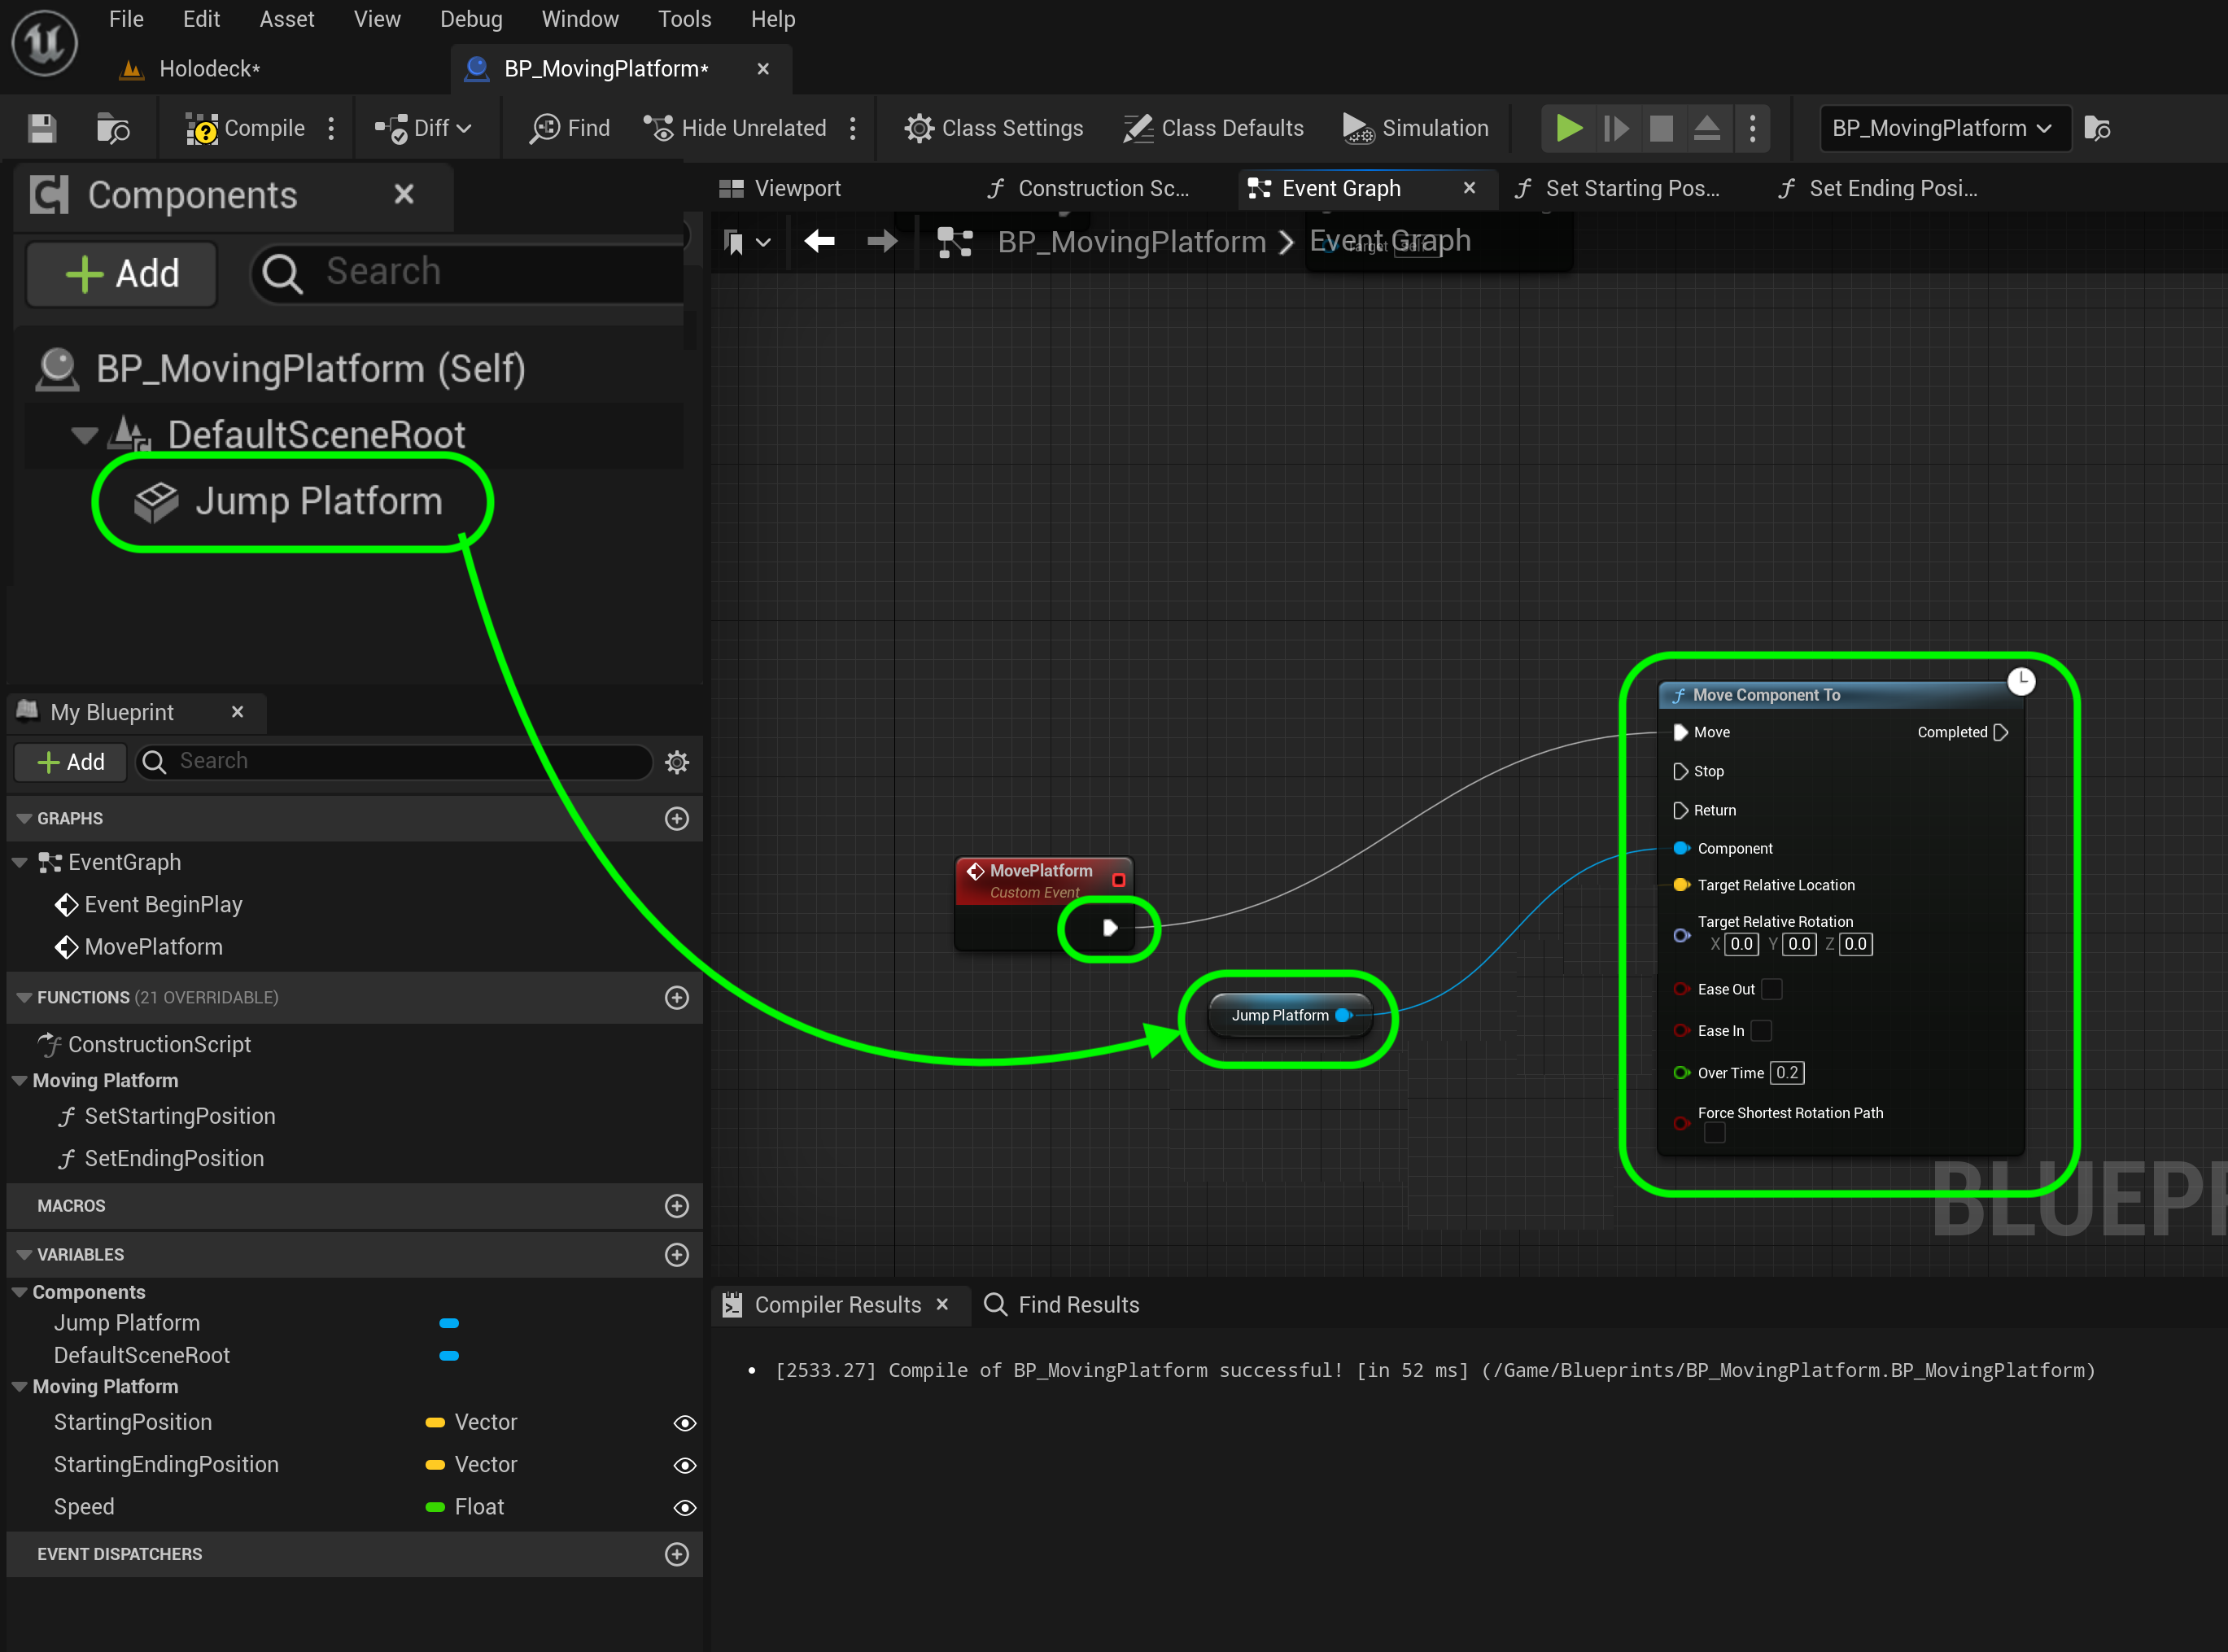 File Edit Asset View Debug Window Tools Help
Holodeck* BP_MovingPlatform*
Compile Diff Find Hide Unrelated Class Settings Class Defaults Simulation BP_MovingPlatform
Components
Add Search
BP_MovingPlatform (Self)
DefaultSceneRoot
Jump Platform
Viewport Construction Sc... Event Graph Set Starting Pos... Set Ending Posi...
BP_MovingPlatform > Event Graph
Target self
MovePlatform
Custom Event
Jump Platform
Move Component To
Move Completed
Stop
Return
Component
Target Relative Location
Target Relative Rotation
X 0.0 Y 0.0 Z 0.0
Ease Out
Ease In
Over Time 0.2
Force Shortest Rotation Path
BLUEPR
My Blueprint
Add Search
GRAPHS
EventGraph
Event BeginPlay
MovePlatform
FUNCTIONS (21 OVERRIDABLE)
ConstructionScript
Moving Platform
SetStartingPosition
SetEndingPosition
MACROS
VARIABLES
Components
Jump Platform
DefaultSceneRoot
Moving Platform
StartingPosition Vector
StartingEndingPosition Vector
Speed Float
EVENT DISPATCHERS
Compiler Results Find Results
• [2533.27] Compile of BP_MovingPlatform successful! [in 52 ms] (/Game/Blueprints/BP_MovingPlatform.BP_MovingPlatform)